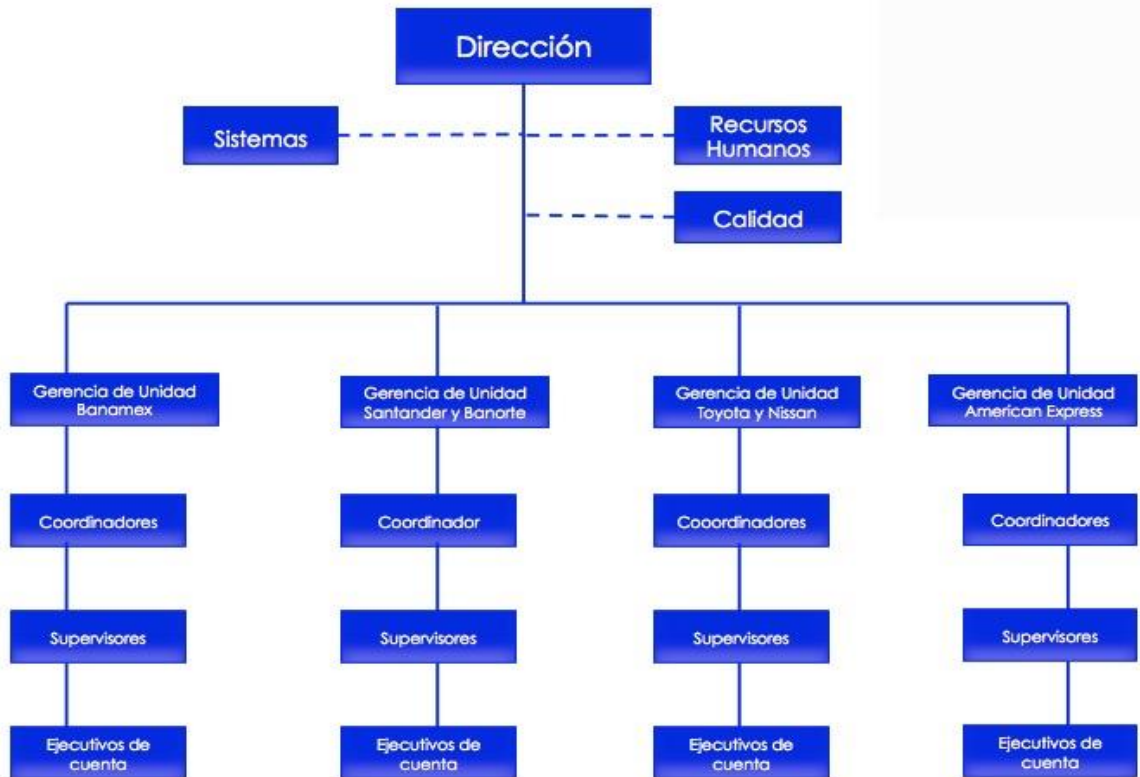 Dirección
Sistemas
Recursos
Humanos
Calidad
Gerencia de Unidad
Banamex
Gerencia de Unidad
Santander y Banorte
Gerencia de Unidad
Toyota y Nissan
Gerencia de Unidad
American Express
Coordinadores
Coordinador
Cooordinadores
Coordinadores
Supervisores
Supervisores
Supervisores
Supervisores
Ejecutivos de
cuenta
Ejecutivos de
cuenta
Ejecutivos de
cuenta
Ejecutivos de
cuenta